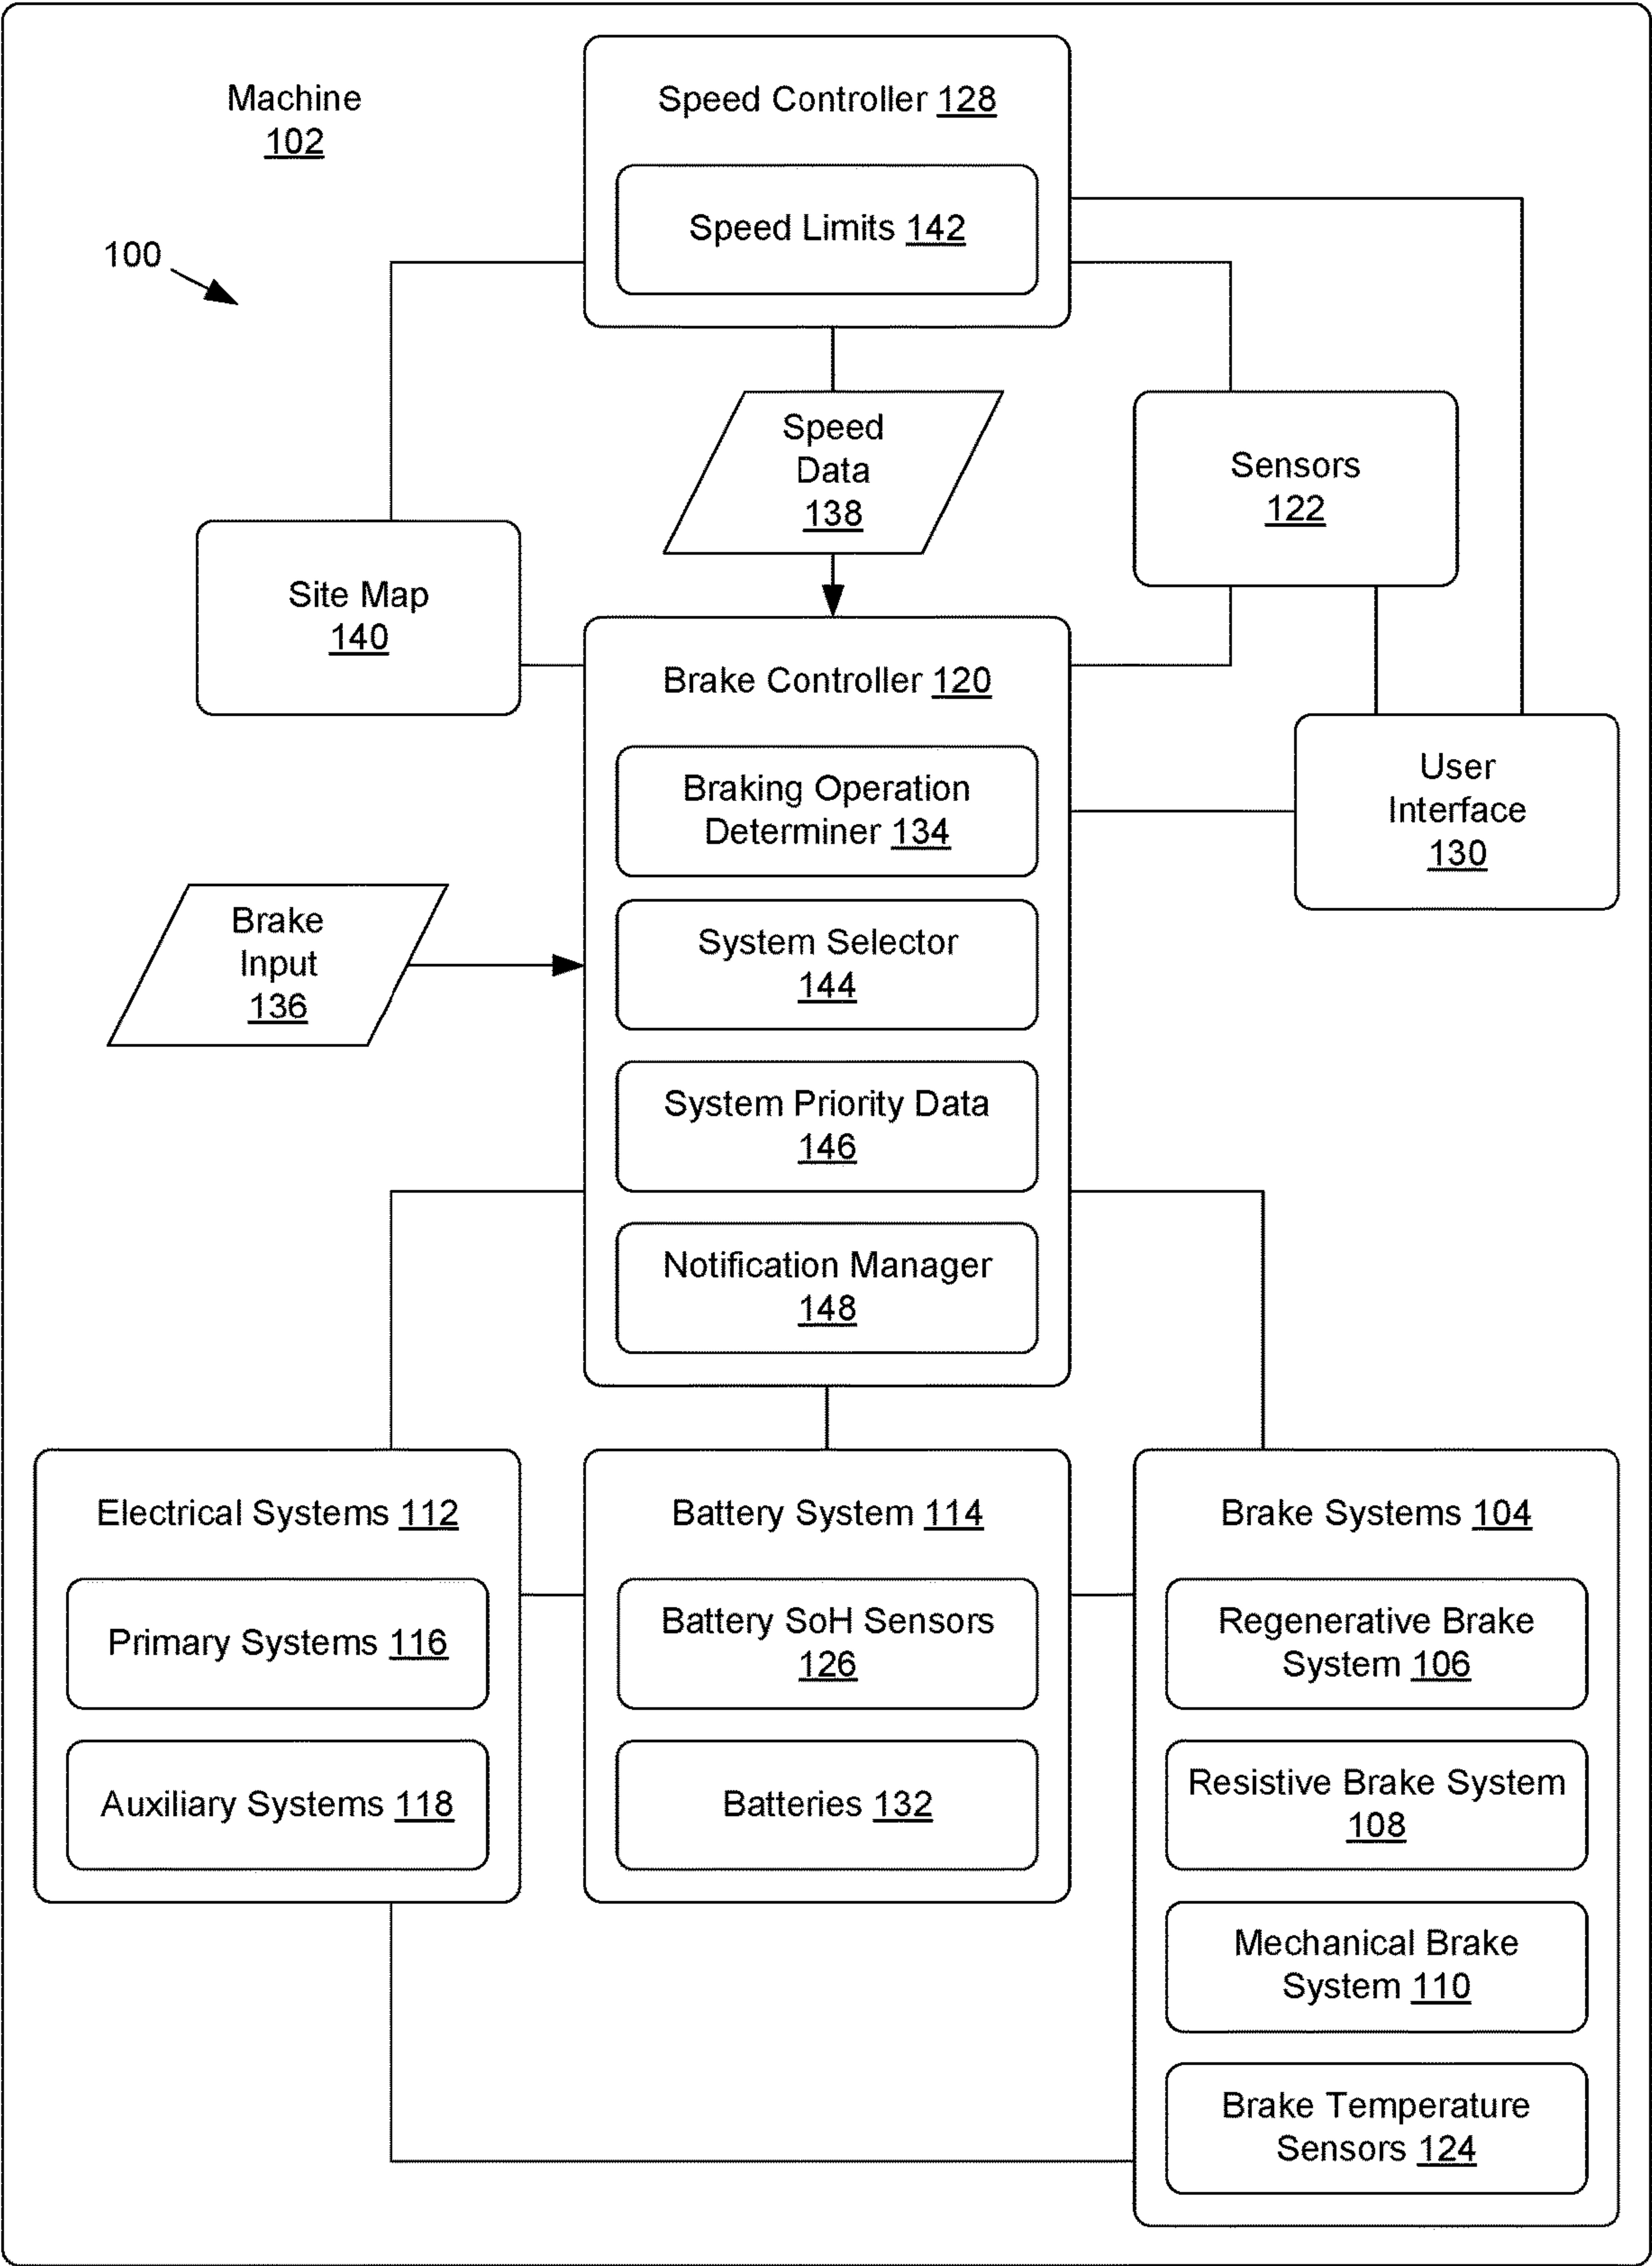 Machine
102
100
Speed Controller 128
Speed Limits 142
Speed
Data
138
Sensors
122
Site Map
140
Brake Controller 120
Braking Operation
Determiner 134
User
Interface
130
Brake
Input
136
System Selector
144
System Priority Data
146
Notification Manager
148
Electrical Systems 112
Primary Systems 116
Auxiliary Systems 118
Battery System 114
Battery SoH Sensors
126
Batteries 132
Brake Systems 104
Regenerative Brake
System 106
Resistive Brake System
108
Mechanical Brake
System 110
Brake Temperature
Sensors 124